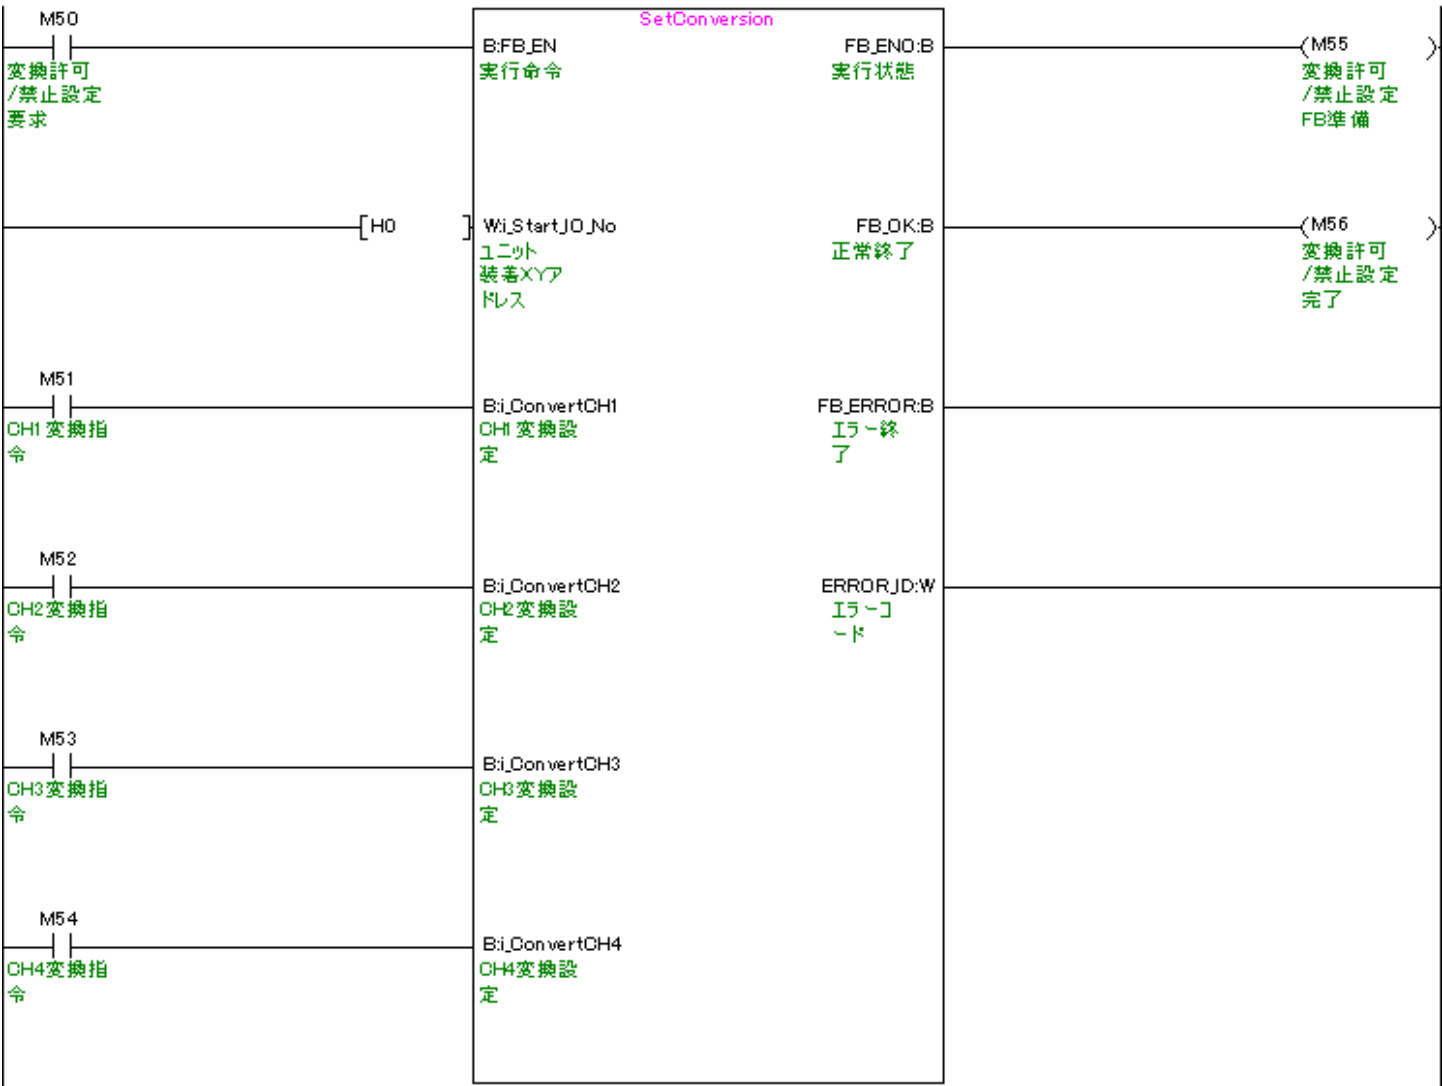 SetConversion
M50
B:FB_EN
FB_ENO:B
(M55 )
変換許可
/禁止設定
要求
実行命令
実行状態
変換許可
/禁止設定
FB準備
[H0 ]
W:i_Start_IO_No
FB_OK:B
(M56 )
ユニット
装着XYア
ドレス
正常終了
変換許可
/禁止設定
完了
M51
B:i_ConvertCH1
FB_ERROR:B
CH1変換指
令
CH1変換設
定
エラー終
了
M52
B:i_ConvertCH2
ERROR_ID:W
CH2変換指
令
CH2変換設
定
エラーコ
ード
M53
B:i_ConvertCH3
CH3変換指
令
CH3変換設
定
M54
B:i_ConvertCH4
CH4変換指
令
CH4変換設
定